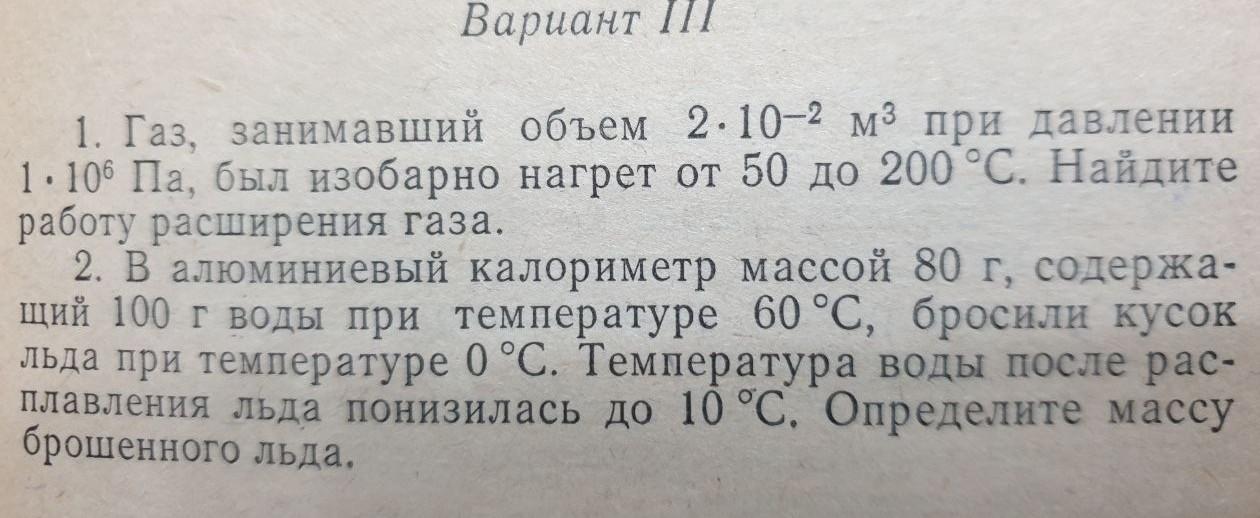 Вариант III
1. Газ, занимавший объем 2·10⁻² м³ при давлении
1·10⁶ Па, был изобарно нагрет от 50 до 200 °С. Найдите
работу расширения газа.
2. В алюминиевый калориметр массой 80 г, содержа-
щий 100 г воды при температуре 60 °С, бросили кусок
льда при температуре 0 °С. Температура воды после рас-
плавления льда понизилась до 10 °С. Определите массу
брошенного льда.